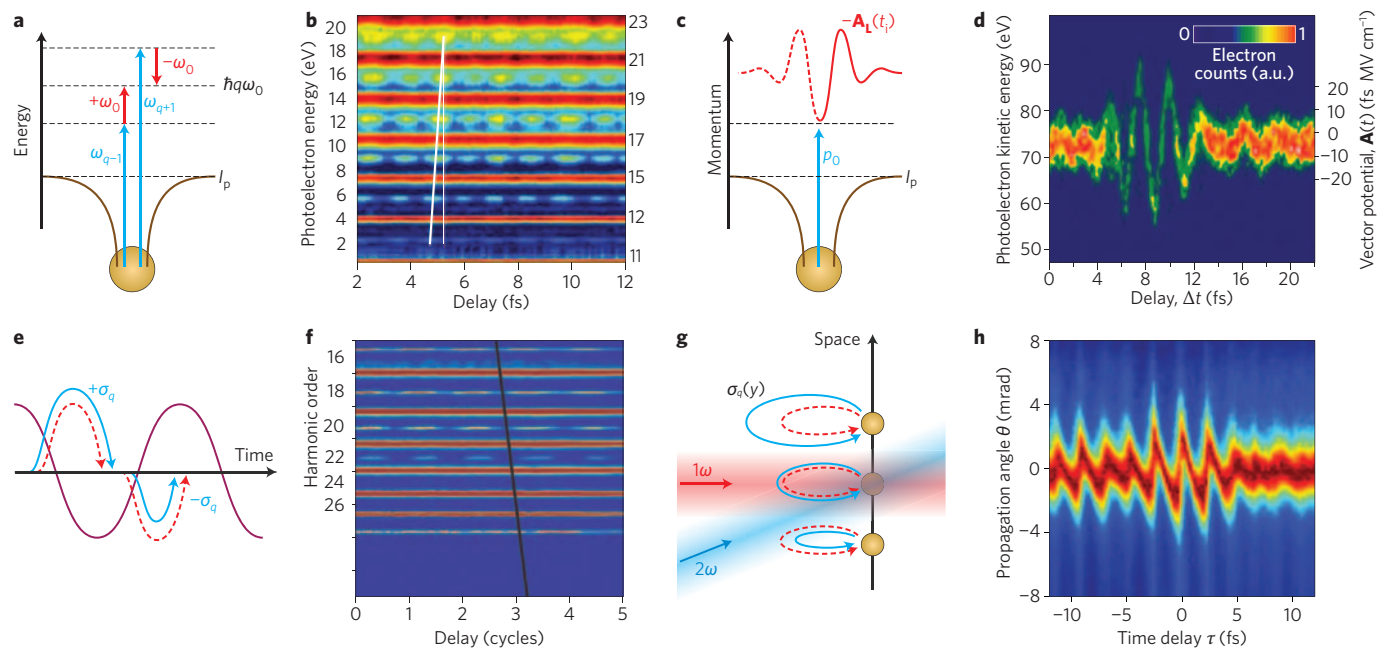 a
Energy
−ω0
ħqω0
+ω0
ωq+1
ωq−1
Ip
b
Photoelectron energy (eV)
20
18
16
14
12
10
8
6
4
2
23
21
19
17
15
12
11
2
4
6
8
10
12
Delay (fs)
c
Momentum
−AL(ti)
p0
Ip
d
Photoelectron kinetic energy (eV)
90
80
70
60
50
0
1
Electron
counts (a.u.)
20
10
0
−10
−20
Vector potential, A(t) (fs MV cm−1)
0
4
8
12
16
20
Delay, Δt (fs)
e
+σq
Time
−σq
f
Harmonic order
16
18
20
22
24
26
0
1
2
3
4
5
Delay (cycles)
g
Space
σq(y)
1ω
2ω
h
Propagation angle θ (mrad)
8
4
0
−4
−8
−10
−5
0
5
10
Time delay τ (fs)